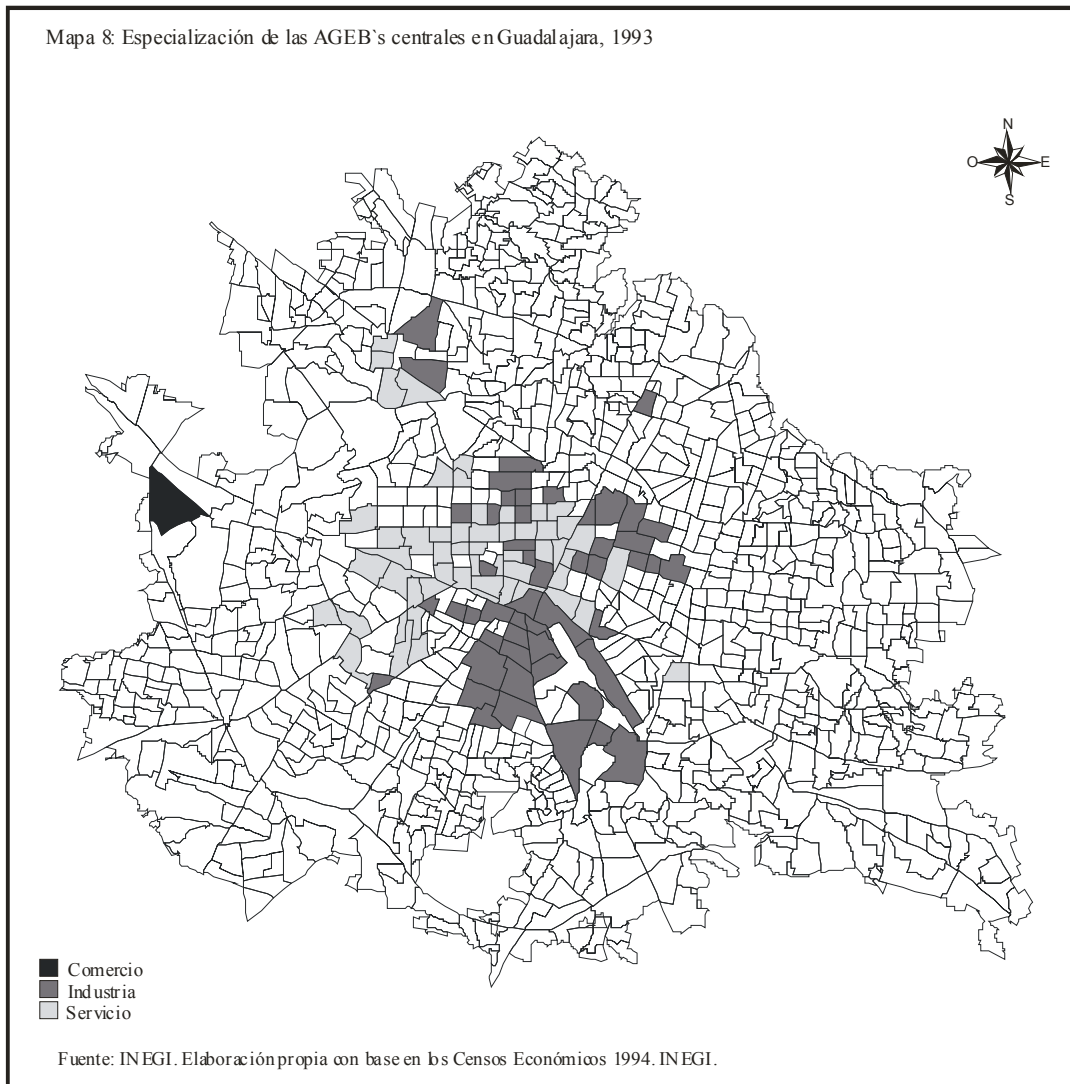 Mapa 8: Especialización de las AGEB`s centrales en Guadalajara, 1993
N
O E
S
Comercio
Industria
Servicio
Fuente: INEGI. Elaboración propia con base en los Censos Económicos 1994. INEGI.